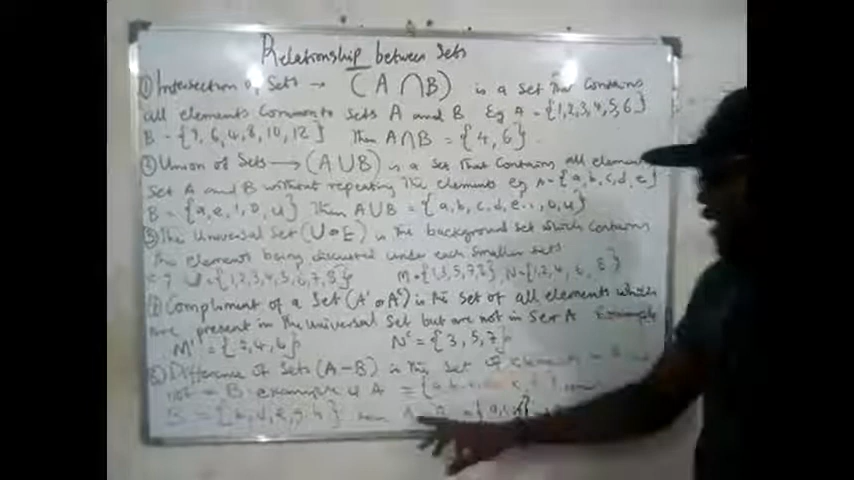 Relationship between Sets
① Intersection of Sets → (A ∩ B) is a set that contains
all elements common to sets A and B Eg A = {1,2,3,4,5,6}
B = {7, 6, 4, 8, 10, 12} Then A∩B = {4, 6}
② Union of Sets → (A ∪ B) is a set that contains all elements
Set A and B without repeating the elements eg A = {a,b,c,d,e}
B = {a,e,i,o,u} Then A∪B = {a,b,c,d,e,i,o,u}
③ The Universal Set (U or E) is the background set which contains
the elements being discussed under each smaller sets
U = {1,2,3,4,5,6,7,8} M = {1,3,5,7,8}, N = {1,2,4,6,8}
④ Compliment of a Set (A' or Aᶜ) is the set of all elements which
are present in the Universal Set but are not in Set A Example
M' = {2,4,6} Nᶜ = {3,5,7}
⑤ Difference of Sets (A-B) is the set of elements in
not B example if A = {a,b
B =